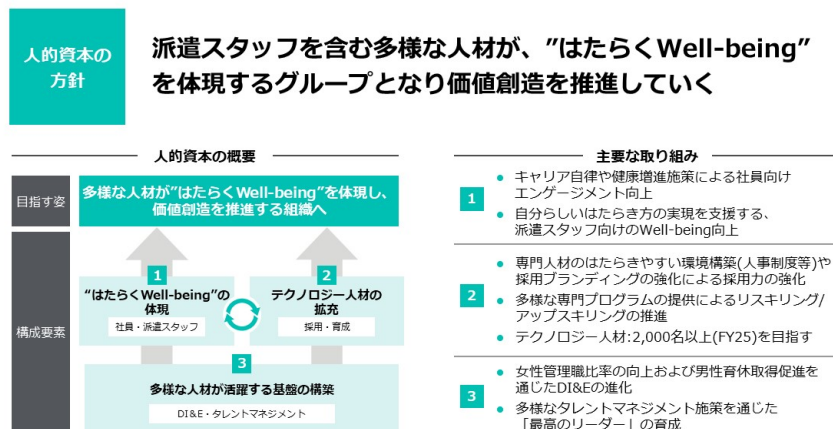 人的資本の
方針
派遣スタッフを含む多様な人材が、”はたらくWell-being”
を体現するグループとなり価値創造を推進していく
人的資本の概要
目指す姿
多様な人材が”はたらくWell-being”を体現し、
価値創造を推進する組織へ
構成要素
1
“はたらくWell-being”の
体現
社員・派遣スタッフ
2
テクノロジー人材の
拡充
採用・育成
3
多様な人材が活躍する基盤の構築
DI&E・タレントマネジメント
主要な取り組み
1
● キャリア自律や健康増進施策による社員向け
エンゲージメント向上
● 自分らしいはたらき方の実現を支援する、
派遣スタッフ向けのWell-being向上
2
● 専門人材のはたらきやすい環境構築(人事制度等)や
採用ブランディングの強化による採用力の強化
● 多様な専門プログラムの提供によるリスキリング/
アップスキリングの推進
● テクノロジー人材:2,000名以上(FY25)を目指す
3
● 女性管理職比率の向上および男性育休取得促進を
通じたDI&Eの進化
● 多様なタレントマネジメント施策を通じた
「最高のリーダー」の育成